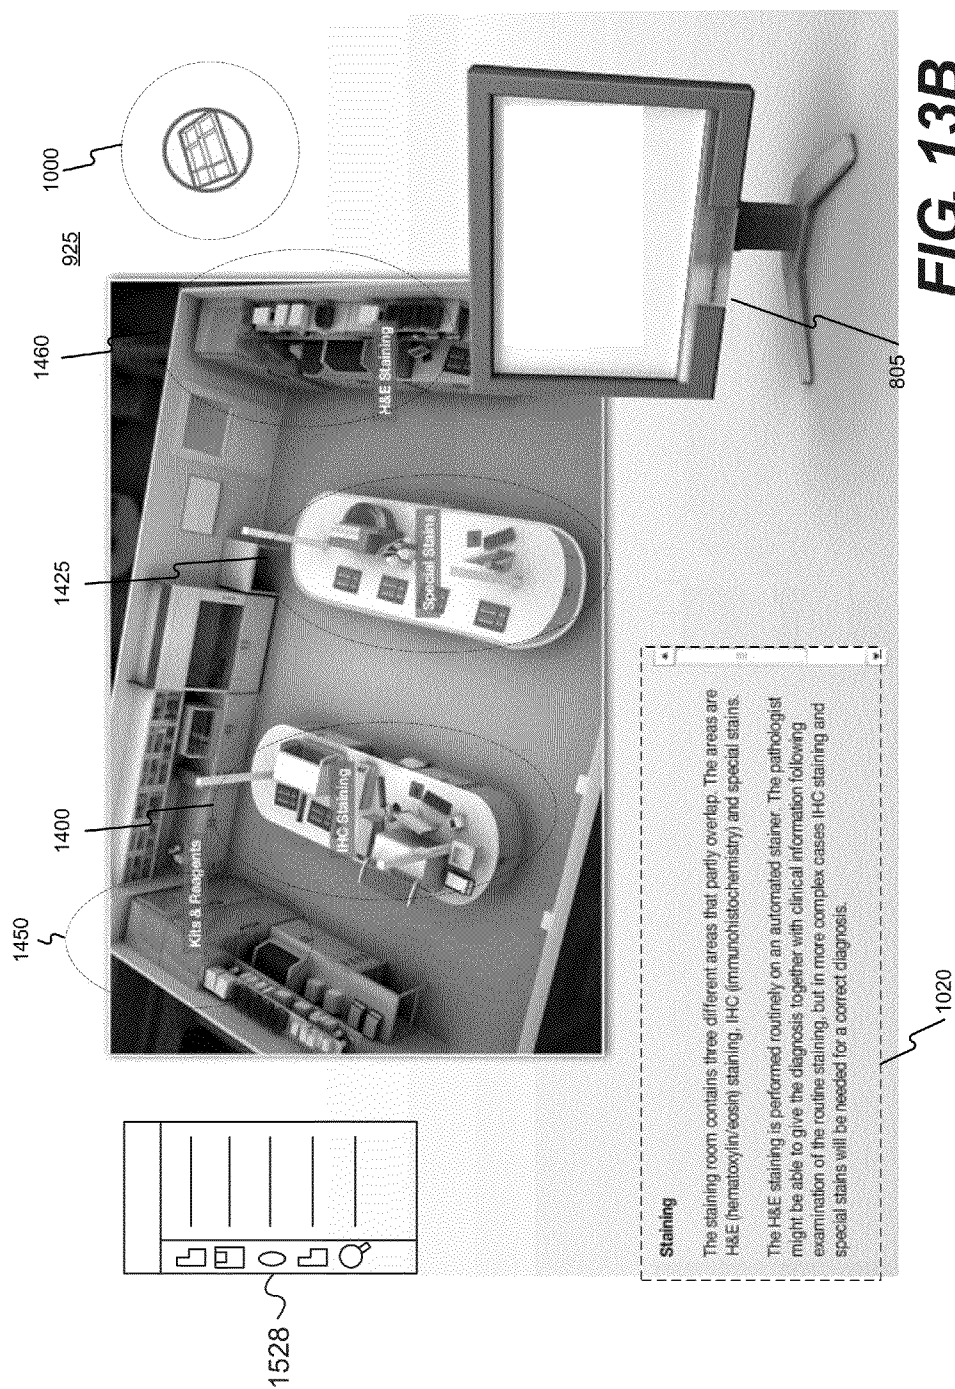 1000
925
1460
1425
1400
1450
H&E Staining
Special Stains
IHC Staining
Kits & Reagents
805
1528
Staining
The staining room contains three different areas that partly overlap. The areas are
H&E (hematoxylin/eosin) staining, IHC (immunohistochemistry) and special stains.
The H&E staining is performed routinely on an automated stainer. The pathologist
might be able to give the diagnosis together with clinical information following
examination of the routine staining, but in more complex cases IHC staining and
special stains will be needed for a correct diagnosis.
1020
FIG. 13B